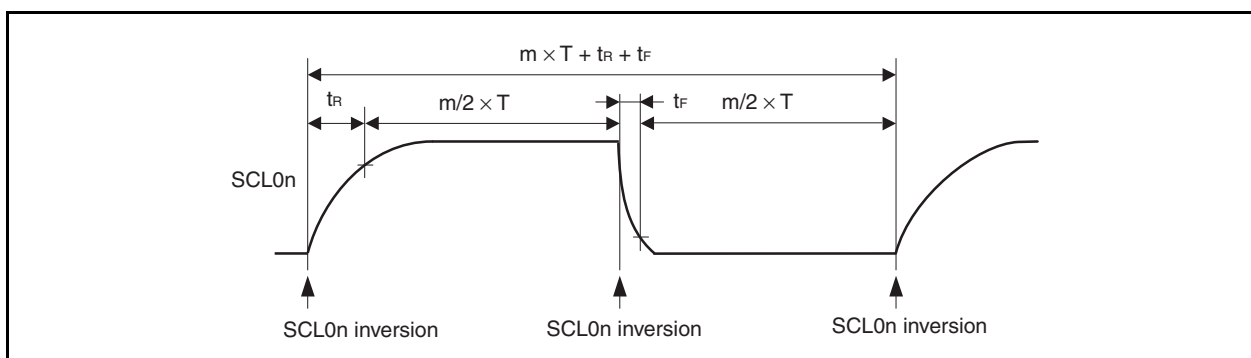 m × T + tR + tF
tR
m/2 × T
tF
m/2 × T
SCL0n
SCL0n inversion
SCL0n inversion
SCL0n inversion